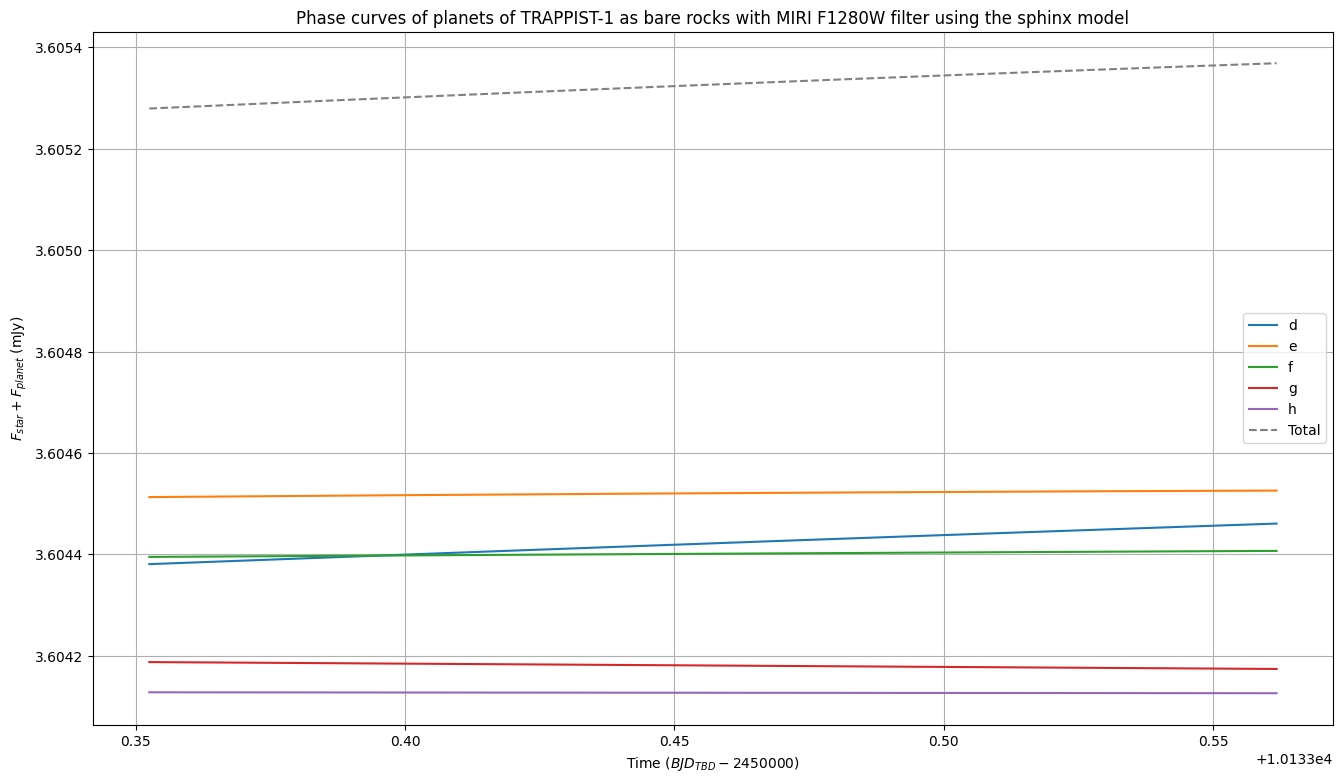 Phase curves of planets of TRAPPIST-1 as bare rocks with MIRI F1280W filter using the sphinx model
3.6054
3.6052
3.6050
3.6048
3.6046
3.6044
3.6042
F_star + F_planet (mJy)
d
e
f
g
h
Total
0.35
0.40
0.45
0.50
0.55
+1.0133e4
Time (BJD_TBD − 2450000)